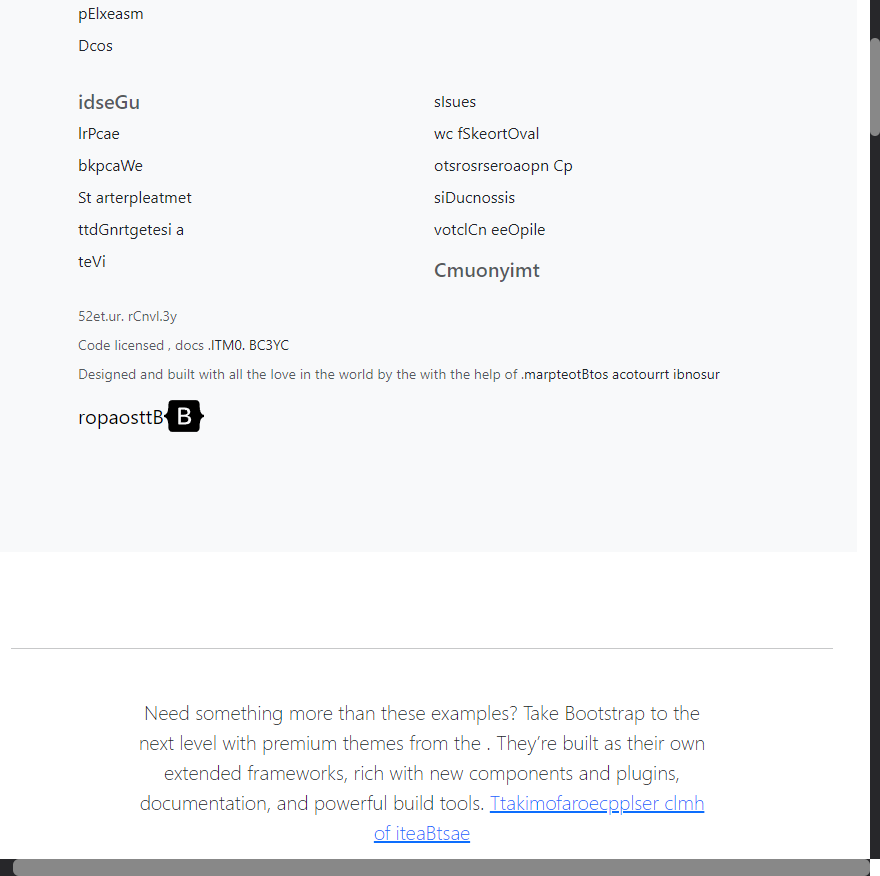 pElxeasm
Dcos
idseGu
lrPcae
bkpcaWe
St arterpleatmet
ttdGnrtgetesi a
teVi
sIsues
wc fSkeortOval
otsrosrseroaopn Cp
siDucnossis
votclCn eeOpile
Cmuonyimt
52et.ur. rCnvl.3y
Code licensed , docs .ITM0. BC3YC
Designed and built with all the love in the world by the with the help of .marpteotBtos acotourrt ibnosur
ropaosttB B
Need something more than these examples? Take Bootstrap to the
next level with premium themes from the . They’re built as their own
extended frameworks, rich with new components and plugins,
documentation, and powerful build tools. Ttakimofaroecpplser clmh
of iteaBtsae